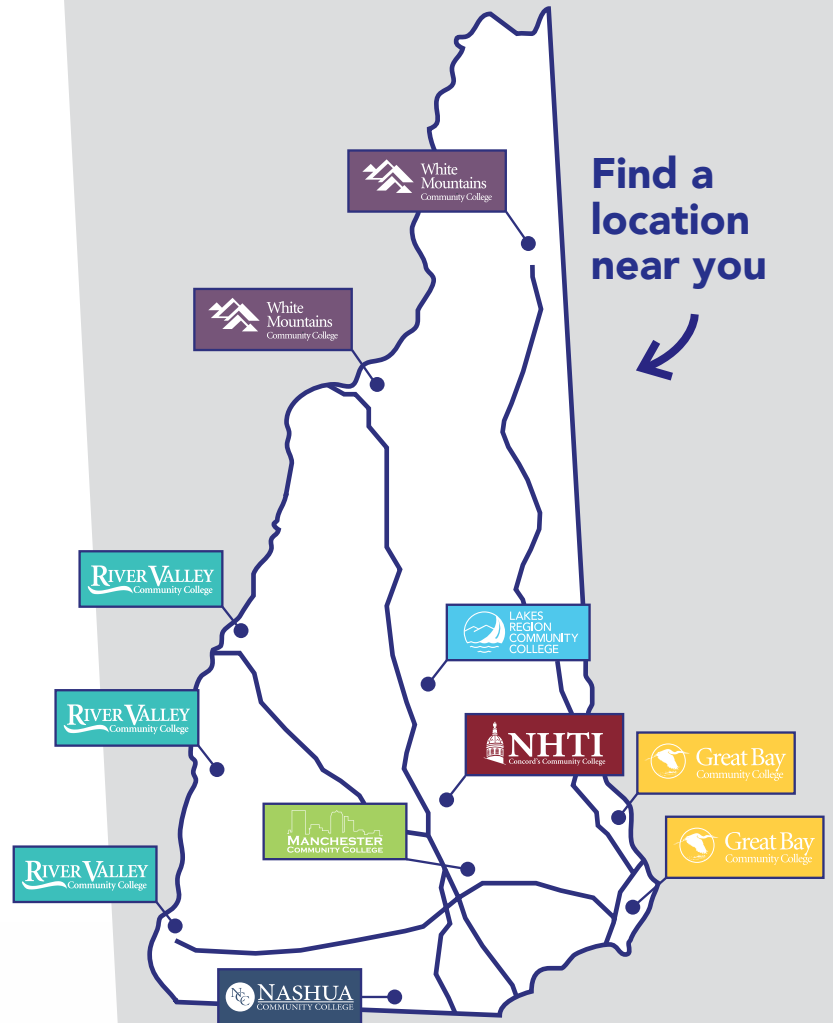 White
Mountains
Community College
Find a
location
near you
White
Mountains
Community College
RIVER VALLEY
Community College
LAKES
REGION
COMMUNITY
COLLEGE
RIVER VALLEY
Community College
NHTI
Concord's Community College
Great Bay
Community College
MANCHESTER
COMMUNITY COLLEGE
Great Bay
Community College
RIVER VALLEY
Community College
NCC
NASHUA
COMMUNITY COLLEGE